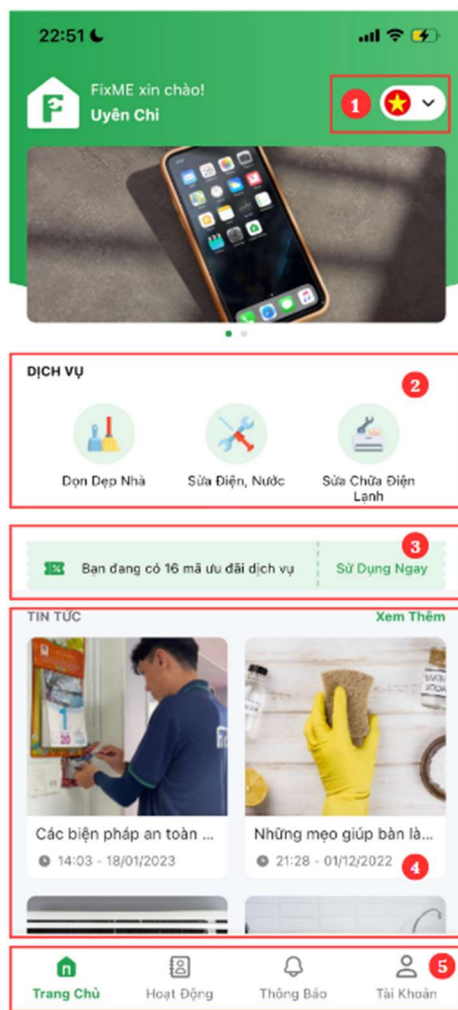 22:51
FixME xin chào!
Uyên Chi
1
DỊCH VỤ
2
Dọn Dẹp Nhà
Sửa Điện, Nước
Sửa Chữa Điện
Lạnh
3
Bạn đang có 16 mã ưu đãi dịch vụ
Sử Dụng Ngay
TIN TỨC
Xem Thêm
1
20
Các biện pháp an toàn ...
Những mẹo giúp bàn là...
14:03 - 18/01/2023
21:28 - 01/12/2022
4
5
Trang Chủ
Hoạt Động
Thông Báo
Tài Khoản